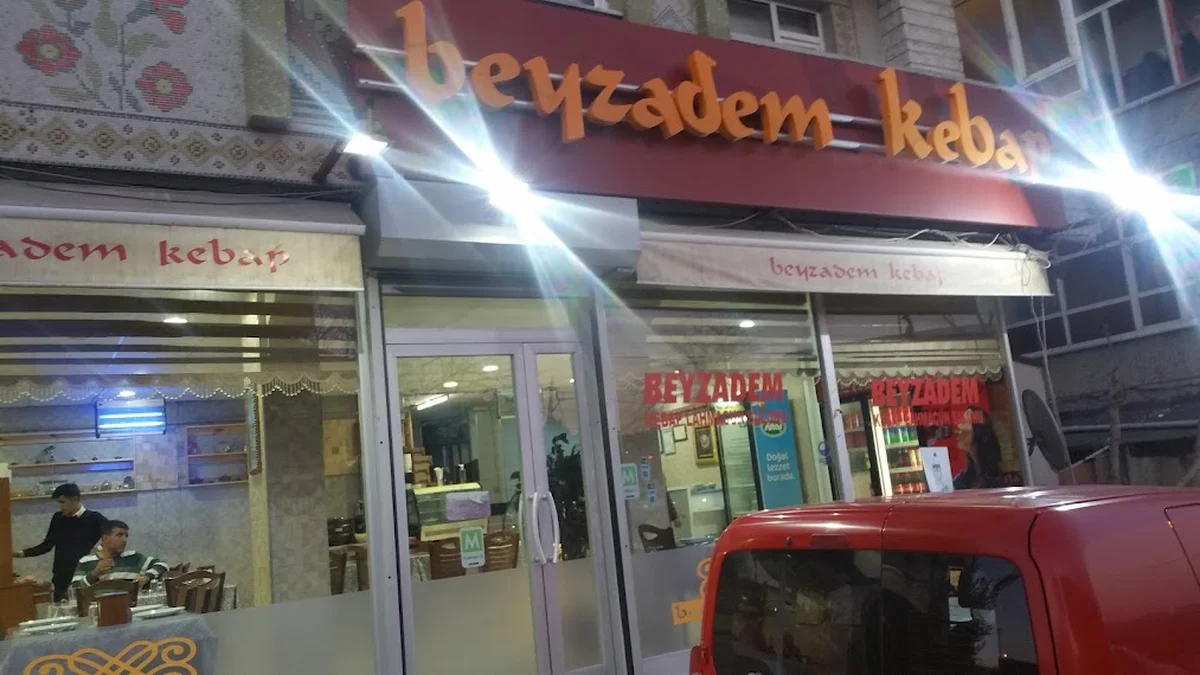 beyzadem kebap
adem kebap
beyzadem kebap
BEYZADEM
BEYZADEM
Doğal
lezzet
burada.
M
M